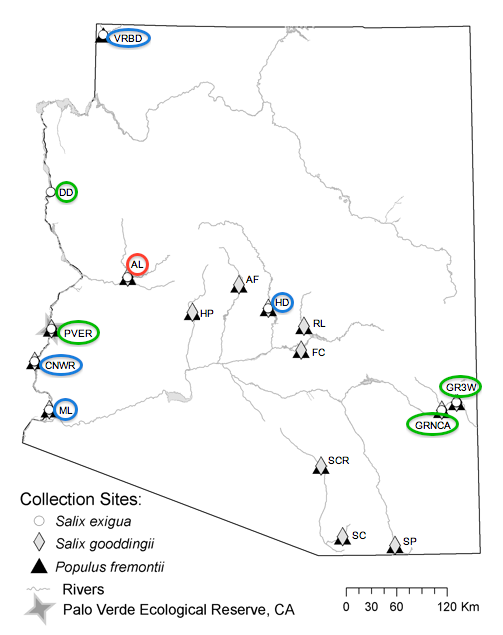 VRBD
DD
AL
AF
HD
HP
RL
PVER
FC
CNWR
GR3W
ML
GRNCA
SCR
SC
SP
Collection Sites:
Salix exigua
Salix gooddingii
Populus fremontii
Rivers
Palo Verde Ecological Reserve, CA
0 30 60 120 Km